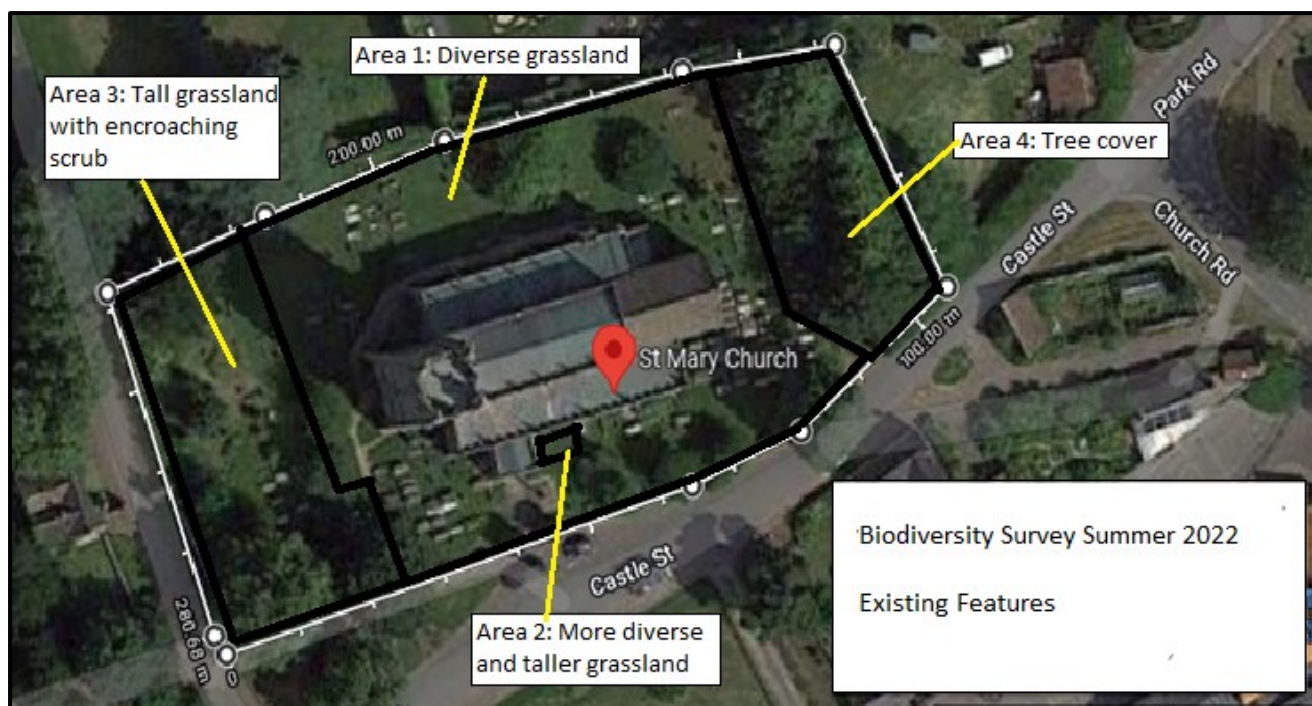 Area 1: Diverse grassland
Area 3: Tall grassland
with encroaching
scrub
200.00 m
Park Rd
Area 4: Tree cover
Castle St
Church Rd
100.00 m
St Mary Church
Castle St
280.68 m
0
Area 2: More diverse
and taller grassland
Biodiversity Survey Summer 2022
Existing Features